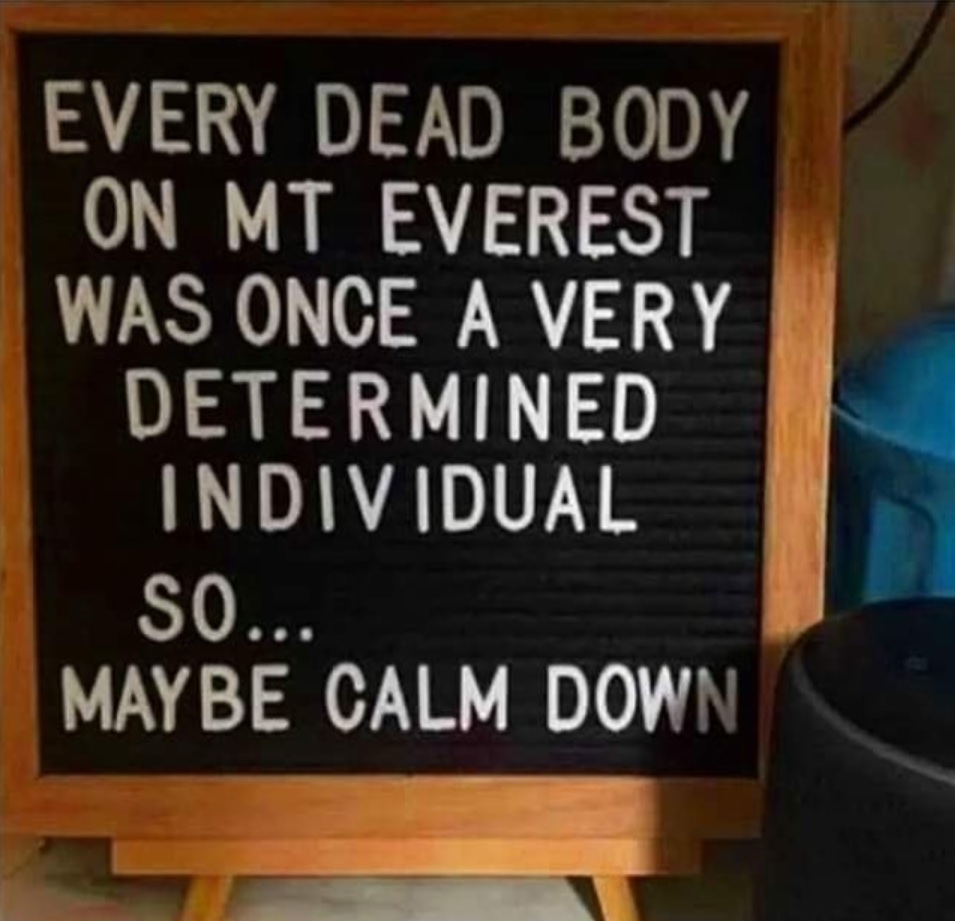 EVERY DEAD BODY
ON MT EVEREST
WAS ONCE A VERY
DETERMINED
INDIVIDUAL
SO...
MAYBE CALM DOWN